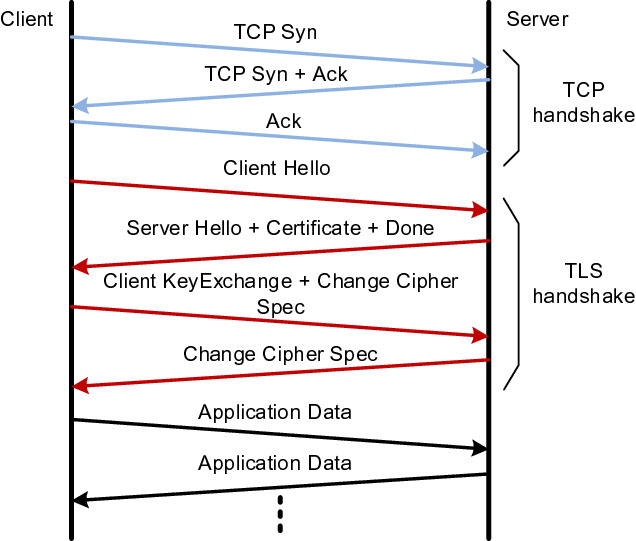 Client
Server
TCP Syn
TCP Syn + Ack
TCP
handshake
Ack
Client Hello
Server Hello + Certificate + Done
TLS
handshake
Client KeyExchange + Change Cipher
Spec
Change Cipher Spec
Application Data
Application Data